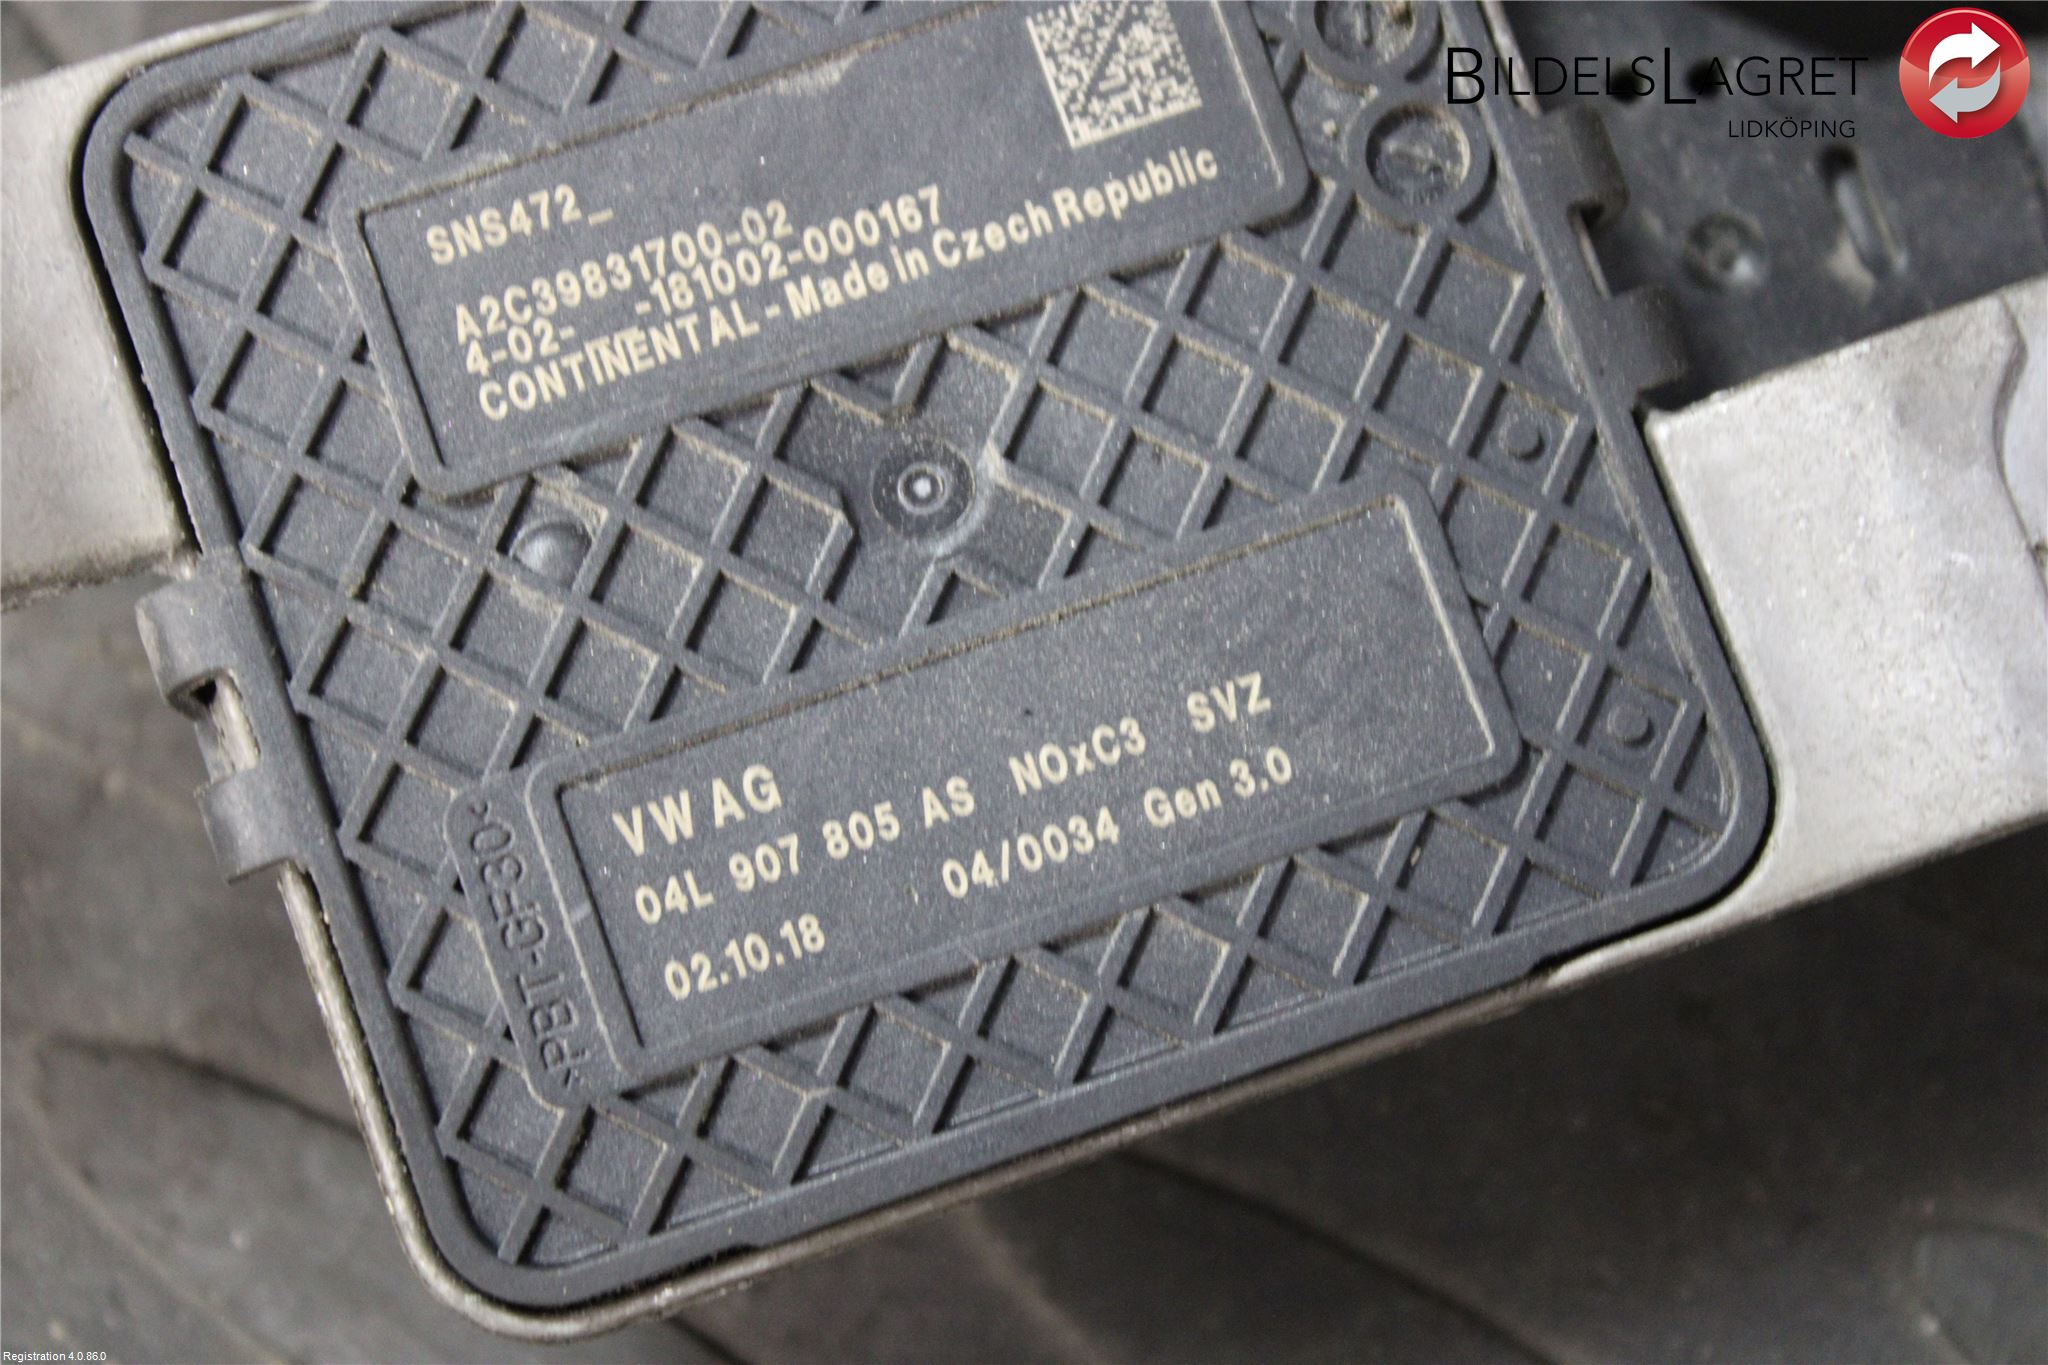 BILDELSLAGRET
LIDKÖPING
SNS472_
A2C39831700-02
4-02-__-181002-000167
CONTINENTAL - Made in Czech Republic
VW AG
04L 907 805 AS NOxC3 SVZ
02.10.18 04/0034 Gen 3.0
>PBT-GF30<
Registration 4.0.86.0